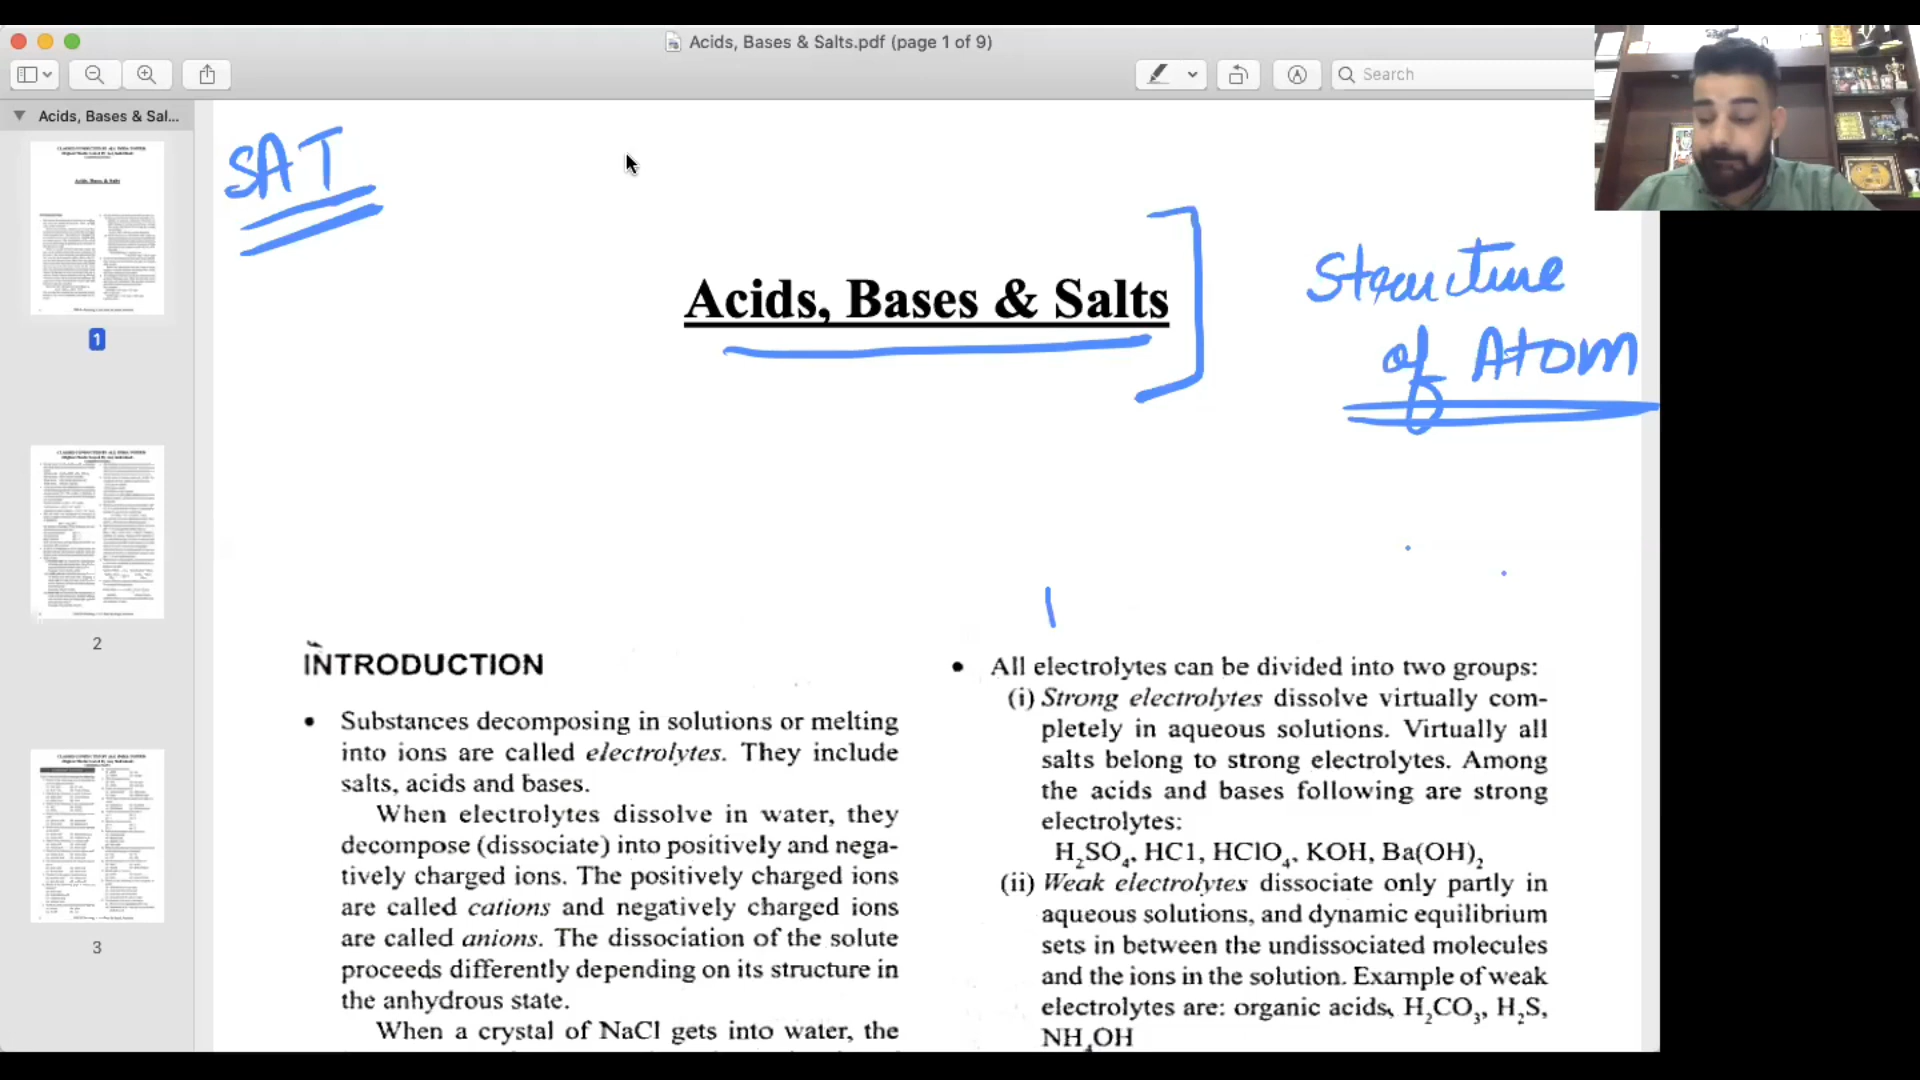 Acids, Bases & Salts.pdf (page 1 of 9)
Search
Acids, Bases & Sal...
1
2
3
SAT
Acids, Bases & Salts
Structure
of Atom
INTRODUCTION
• Substances decomposing in solutions or melting
into ions are called electrolytes. They include
salts, acids and bases.
When electrolytes dissolve in water, they
decompose (dissociate) into positively and nega-
tively charged ions. The positively charged ions
are called cations and negatively charged ions
are called anions. The dissociation of the solute
proceeds differently depending on its structure in
the anhydrous state.
When a crystal of NaCl gets into water, the
• All electrolytes can be divided into two groups:
(i) Strong electrolytes dissolve virtually com-
pletely in aqueous solutions. Virtually all
salts belong to strong electrolytes. Among
the acids and bases following are strong
electrolytes:
H₂SO₄, HC1, HClO₄, KOH, Ba(OH)₂
(ii) Weak electrolytes dissociate only partly in
aqueous solutions, and dynamic equilibrium
sets in between the undissociated molecules
and the ions in the solution. Example of weak
electrolytes are: organic acids, H₂CO₃, H₂S,
NH₄OH